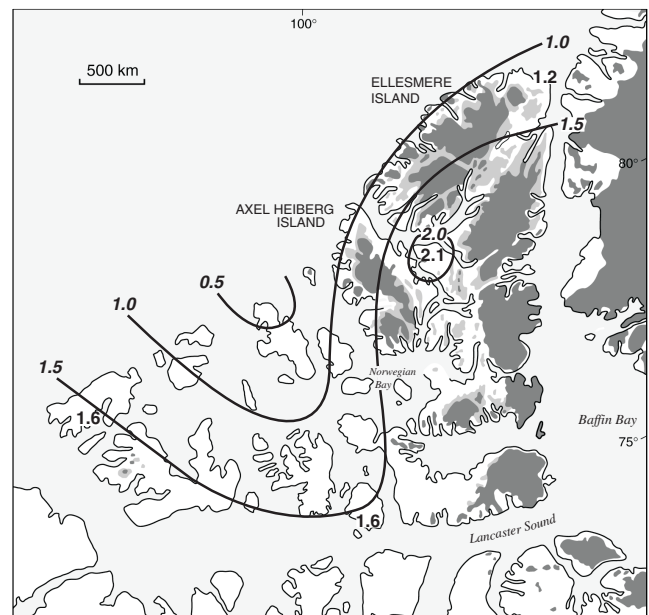 100°
500 km
1.0
ELLESMERE
ISLAND
1.2
1.5
80°
AXEL HEIBERG
ISLAND
2.0
2.1
0.5
1.0
1.5
Norwegian
Bay
1.6
Baffin Bay
75°
1.6
Lancaster Sound